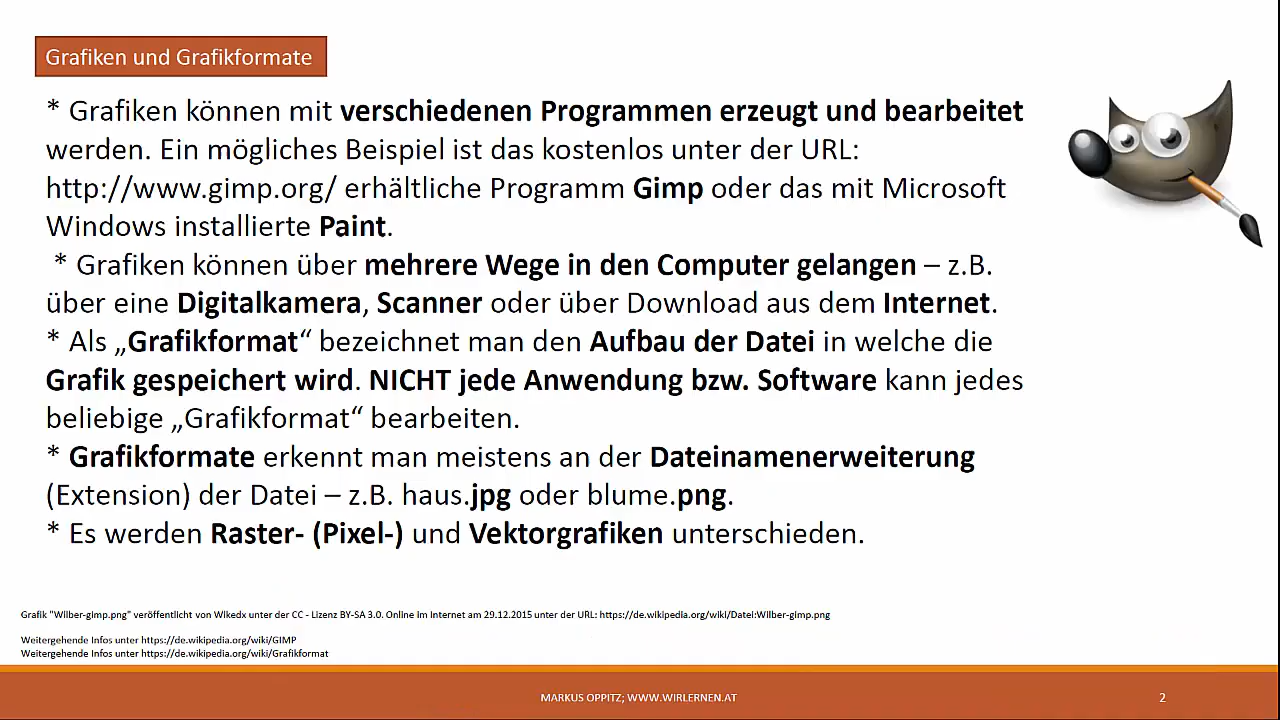 Grafiken und Grafikformate
* Grafiken können mit verschiedenen Programmen erzeugt und bearbeitet
werden. Ein mögliches Beispiel ist das kostenlos unter der URL:
http://www.gimp.org/ erhältliche Programm Gimp oder das mit Microsoft
Windows installierte Paint.
* Grafiken können über mehrere Wege in den Computer gelangen – z.B.
über eine Digitalkamera, Scanner oder über Download aus dem Internet.
* Als „Grafikformat“ bezeichnet man den Aufbau der Datei in welche die
Grafik gespeichert wird. NICHT jede Anwendung bzw. Software kann jedes
beliebige „Grafikformat“ bearbeiten.
* Grafikformate erkennt man meistens an der Dateinamenerweiterung
(Extension) der Datei – z.B. haus.jpg oder blume.png.
* Es werden Raster- (Pixel-) und Vektorgrafiken unterschieden.
Grafik "Wilber-gimp.png" veröffentlicht von Wikedx unter der CC - Lizenz BY-SA 3.0. Online im Internet am 29.12.2015 unter der URL: https://de.wikipedia.org/wiki/Datei:Wilber-gimp.png
Weitergehende Infos unter https://de.wikipedia.org/wiki/GIMP
Weitergehende Infos unter https://de.wikipedia.org/wiki/Grafikformat
MARKUS OPPITZ; WWW.WIRLERNEN.AT
2